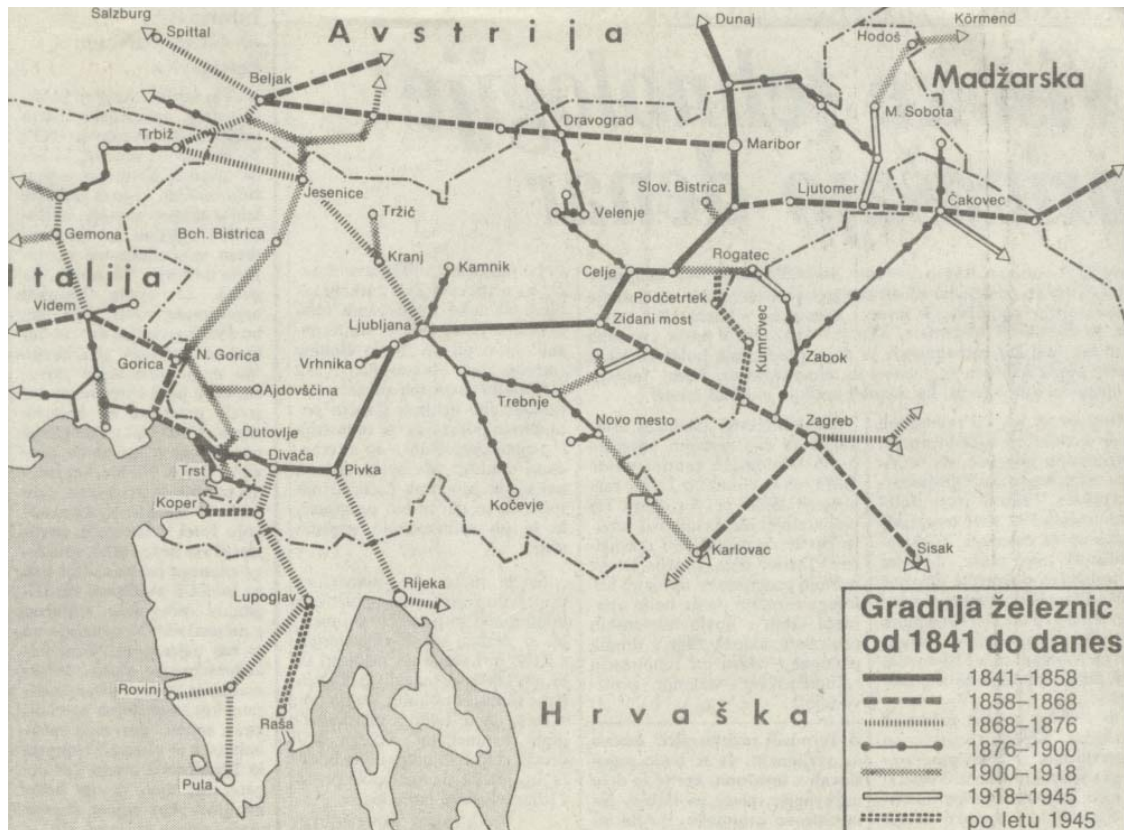 Salzburg
Spittal
Avstrija
Dunaj
Körmend
Hodoš
Madžarska
Beljak
Trbiž
Dravograd
M. Sobota
Maribor
Jesenice
Slov. Bistrica
Ljutomer
Čakovec
Tržič
Velenje
Gemona
Bch. Bistrica
Kranj
Kamnik
Celje
Rogatec
Italija
Podčetrtek
Videm
Ljubljana
Zidani most
Kumrovec
Gorica
N. Gorica
Vrhnika
Zabok
Ajdovščina
Trebnje
Novo mesto
Zagreb
Dutovlje
Divača
Trst
Pivka
Koper
Kočevje
Karlovac
Sisak
Lupoglav
Rijeka
Rovinj
Raša
Pula
Hrvaška
Gradnja železnic
od 1841 do danes
1841–1858
1858–1868
1868–1876
1876–1900
1900–1918
1918–1945
po letu 1945